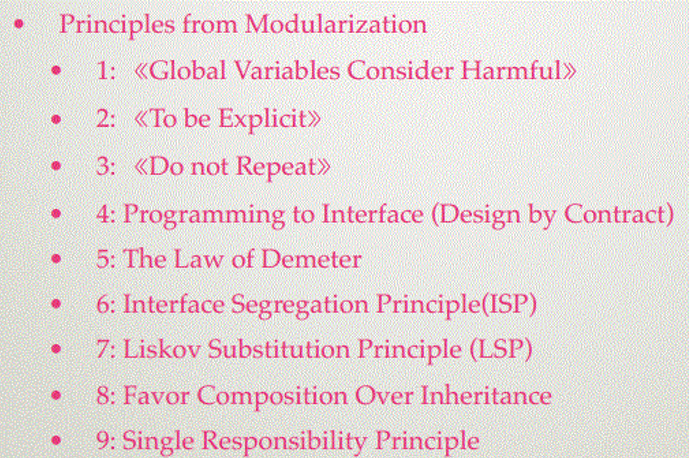 • Principles from Modularization
• 1: 《Global Variables Consider Harmful》
• 2: 《To be Explicit》
• 3: 《Do not Repeat》
• 4: Programming to Interface (Design by Contract)
• 5: The Law of Demeter
• 6: Interface Segregation Principle(ISP)
• 7: Liskov Substitution Principle (LSP)
• 8: Favor Composition Over Inheritance
• 9: Single Responsibility Principle